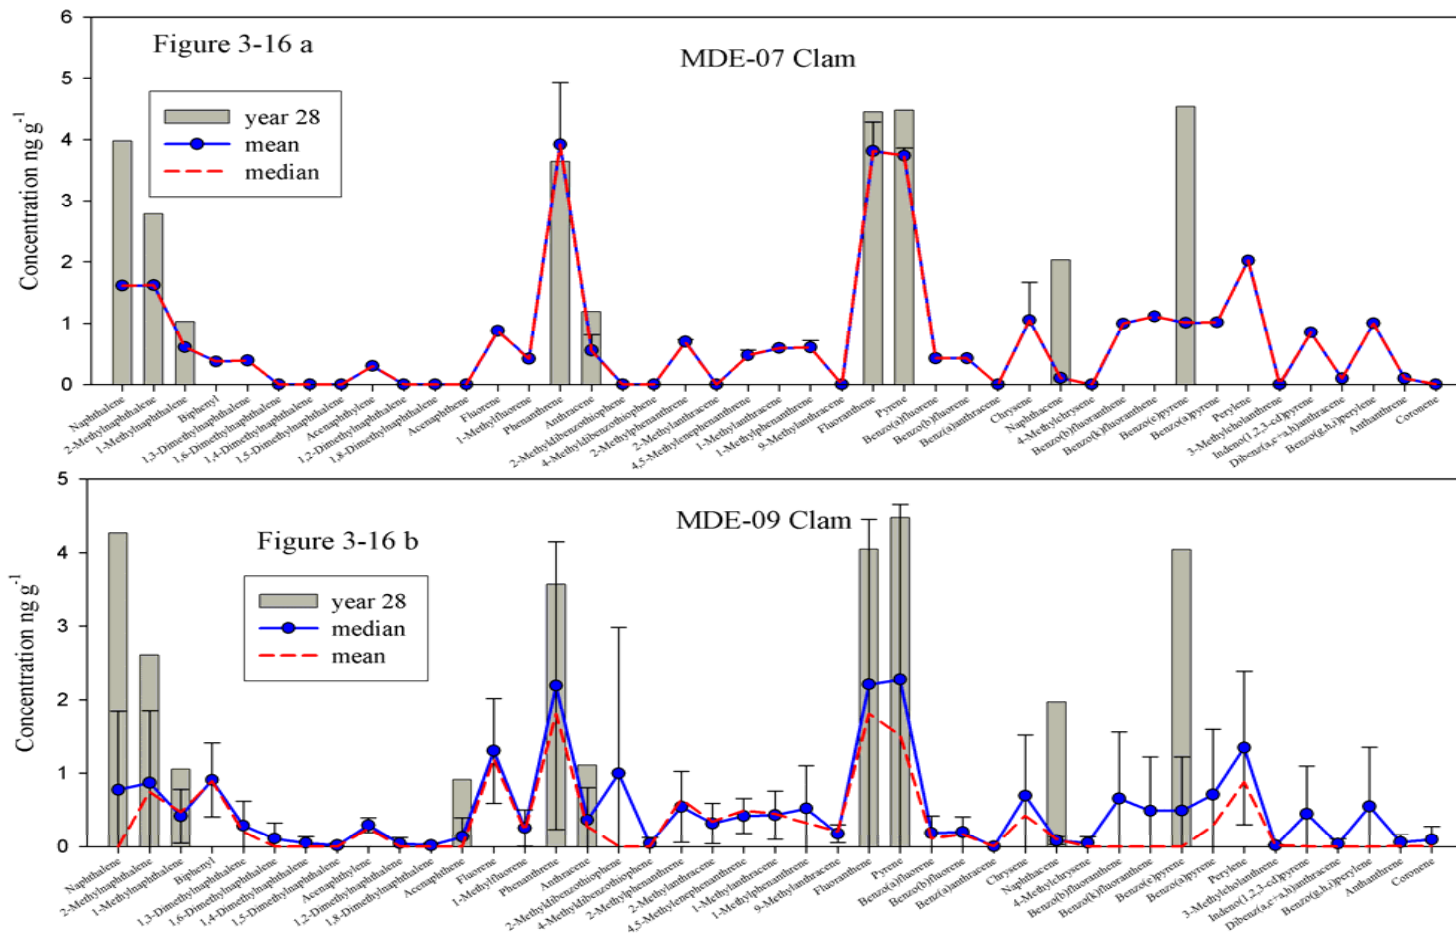 6
5
4
3
2
1
0
Concentration ng g-1
Figure 3-16 a
MDE-07 Clam
year 28
mean
median
Naphthalene
2-Methylnaphthalene
1-Methylnaphthalene
Biphenyl
1,3-Dimethylnaphthalene
1,6-Dimethylnaphthalene
1,4-Dimethylnaphthalene
1,5-Dimethylnaphthalene
Acenaphthylene
1,2-Dimethylnaphthalene
1,8-Dimethylnaphthalene
Acenaphthene
Fluorene
1-Methylfluorene
Phenanthrene
Anthracene
2-Methyldibenzothiophene
4-Methyldibenzothiophene
2-Methylphenanthrene
2-Methylanthracene
4,5-Methylenephenanthrene
1-Methylanthracene
1-Methylphenanthrene
9-Methylanthracene
Fluoranthene
Pyrene
Benzo(a)fluorene
Benzo(b)fluorene
Benz(a)anthracene
Chrysene
Naphthacene
4-Methylchrysene
Benzo(b)fluoranthene
Benzo(k)fluoranthene
Benzo(e)pyrene
Benzo(a)pyrene
Perylene
3-Methylcholanthrene
Indeno(1,2,3-cd)pyrene
Dibenz(a,c+a,h)anthracene
Benzo(g,h,i)perylene
Anthanthrene
Coronene
5
4
3
2
1
0
Concentration ng g-1
Figure 3-16 b
MDE-09 Clam
year 28
median
mean
Naphthalene
2-Methylnaphthalene
1-Methylnaphthalene
Biphenyl
1,3-Dimethylnaphthalene
1,6-Dimethylnaphthalene
1,4-Dimethylnaphthalene
1,5-Dimethylnaphthalene
Acenaphthylene
1,2-Dimethylnaphthalene
1,8-Dimethylnaphthalene
Acenaphthene
Fluorene
1-Methylfluorene
Phenanthrene
Anthracene
2-Methyldibenzothiophene
4-Methyldibenzothiophene
2-Methylphenanthrene
2-Methylanthracene
4,5-Methylenephenanthrene
1-Methylanthracene
1-Methylphenanthrene
9-Methylanthracene
Fluoranthene
Pyrene
Benzo(a)fluorene
Benzo(b)fluorene
Benz(a)anthracene
Chrysene
Naphthacene
4-Methylchrysene
Benzo(b)fluoranthene
Benzo(k)fluoranthene
Benzo(e)pyrene
Benzo(a)pyrene
Perylene
3-Methylcholanthrene
Indeno(1,2,3-cd)pyrene
Dibenz(a,c+a,h)anthracene
Benzo(g,h,i)perylene
Anthanthrene
Coronene